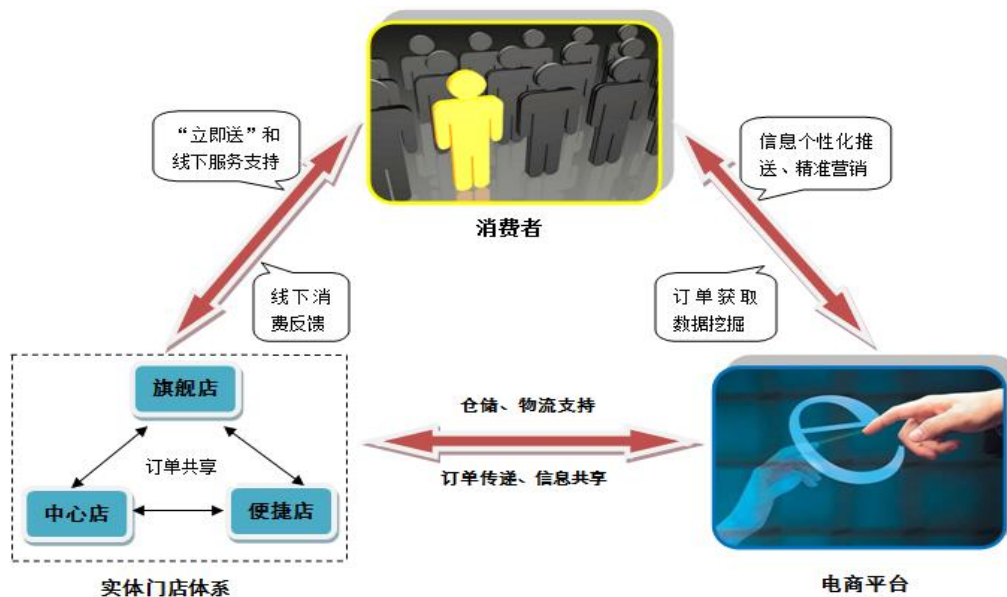 “立即送”和
线下服务支持
信息个性化推
送、精准营销
消费者
线下消
费反馈
订单获取
数据挖掘
旗舰店
订单共享
中心店
便捷店
仓储、物流支持
订单传递、信息共享
实体门店体系
电商平台